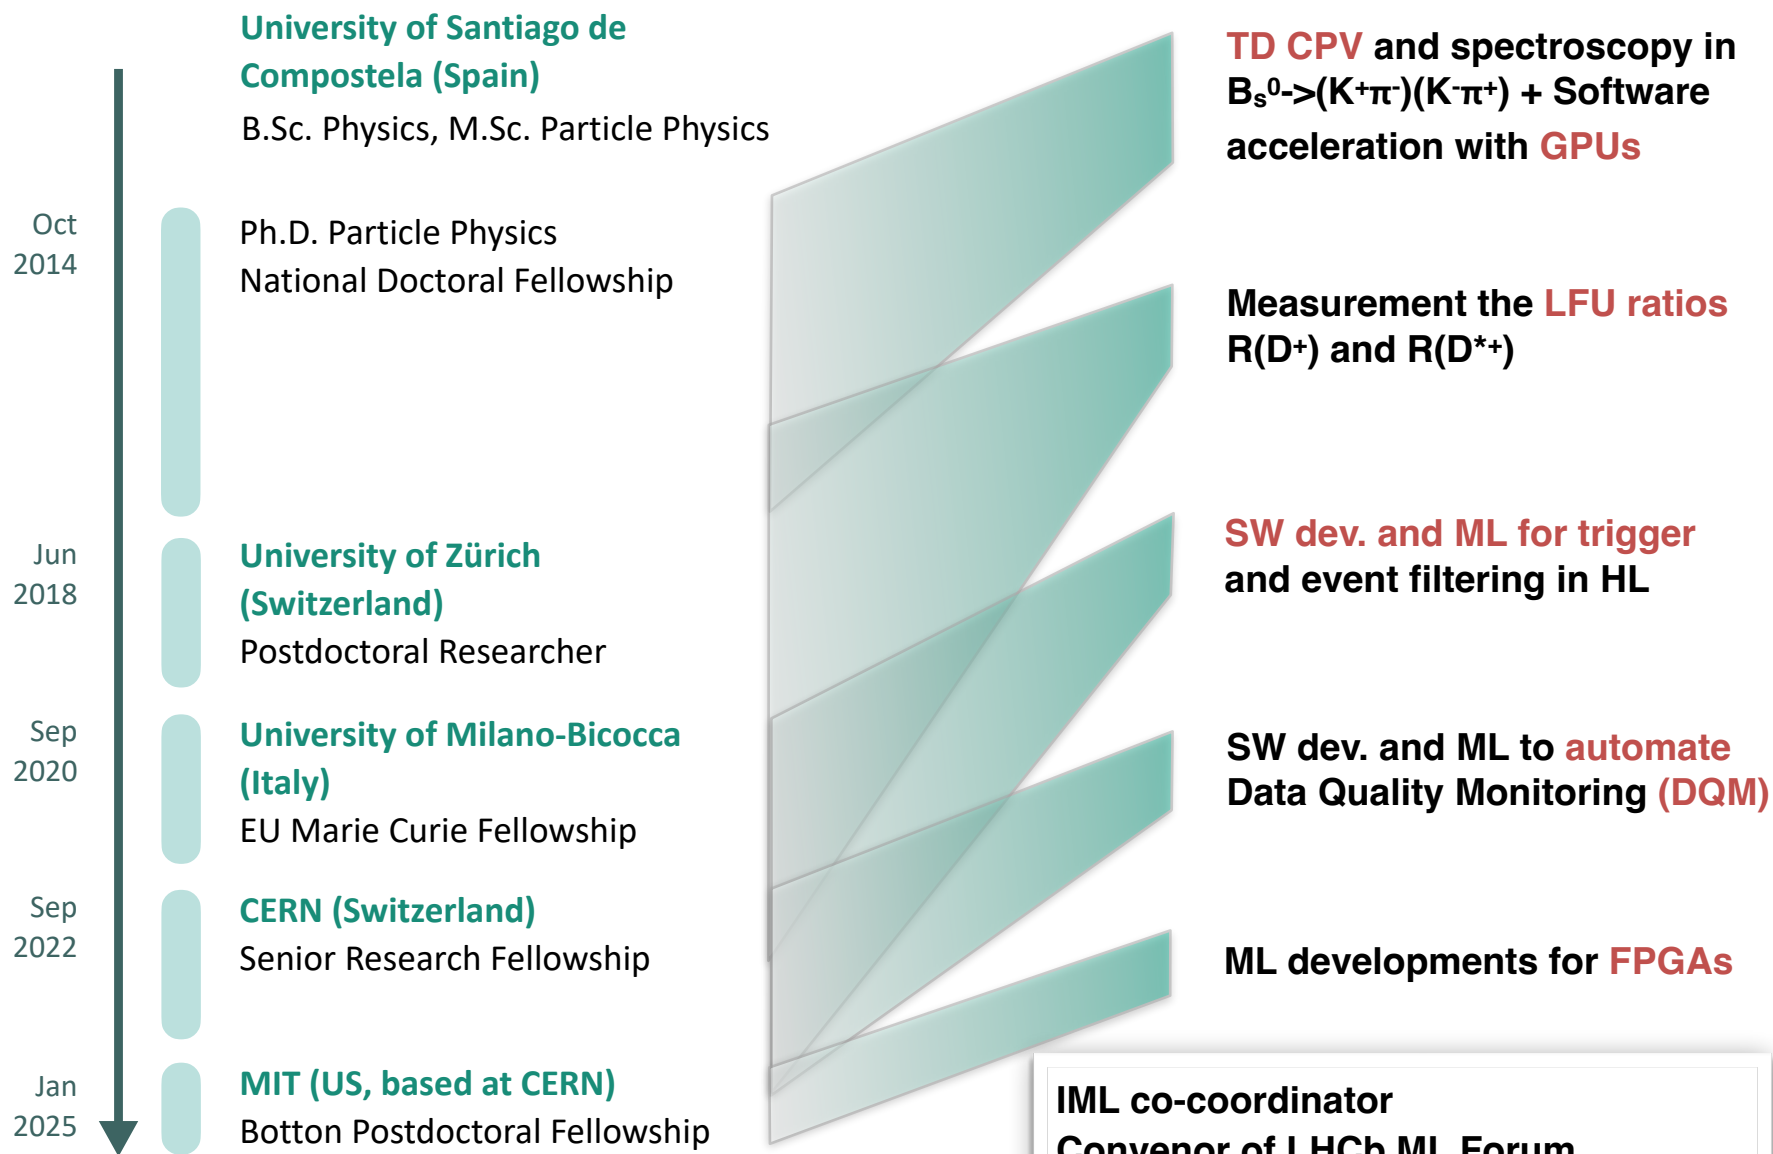 University of Santiago de
Compostela (Spain)
B.Sc. Physics, M.Sc. Particle Physics
Oct
2014
Ph.D. Particle Physics
National Doctoral Fellowship
Jun
2018
University of Zürich
(Switzerland)
Postdoctoral Researcher
Sep
2020
University of Milano-Bicocca
(Italy)
EU Marie Curie Fellowship
Sep
2022
CERN (Switzerland)
Senior Research Fellowship
Jan
2025
MIT (US, based at CERN)
Botton Postdoctoral Fellowship
TD CPV and spectroscopy in
Bₛ⁰->(K⁺π⁻)(K⁻π⁺) + Software
acceleration with GPUs
Measurement the LFU ratios
R(D⁺) and R(D*⁺)
SW dev. and ML for trigger
and event filtering in HL
SW dev. and ML to automate
Data Quality Monitoring (DQM)
ML developments for FPGAs
IML co-coordinator
Convenor of LHCb ML Forum